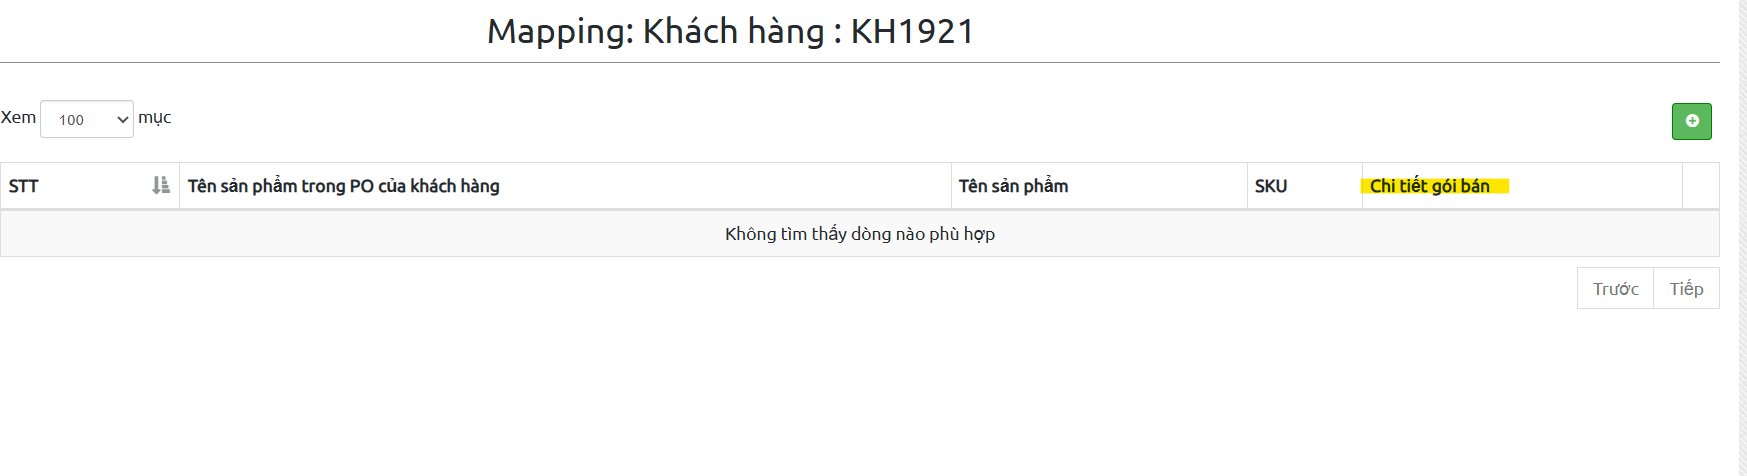 Mapping: Khách hàng : KH1921
Xem 100 mục
STT Tên sản phẩm trong PO của khách hàng Tên sản phẩm SKU Chi tiết gói bán
Không tìm thấy dòng nào phù hợp
Trước Tiếp